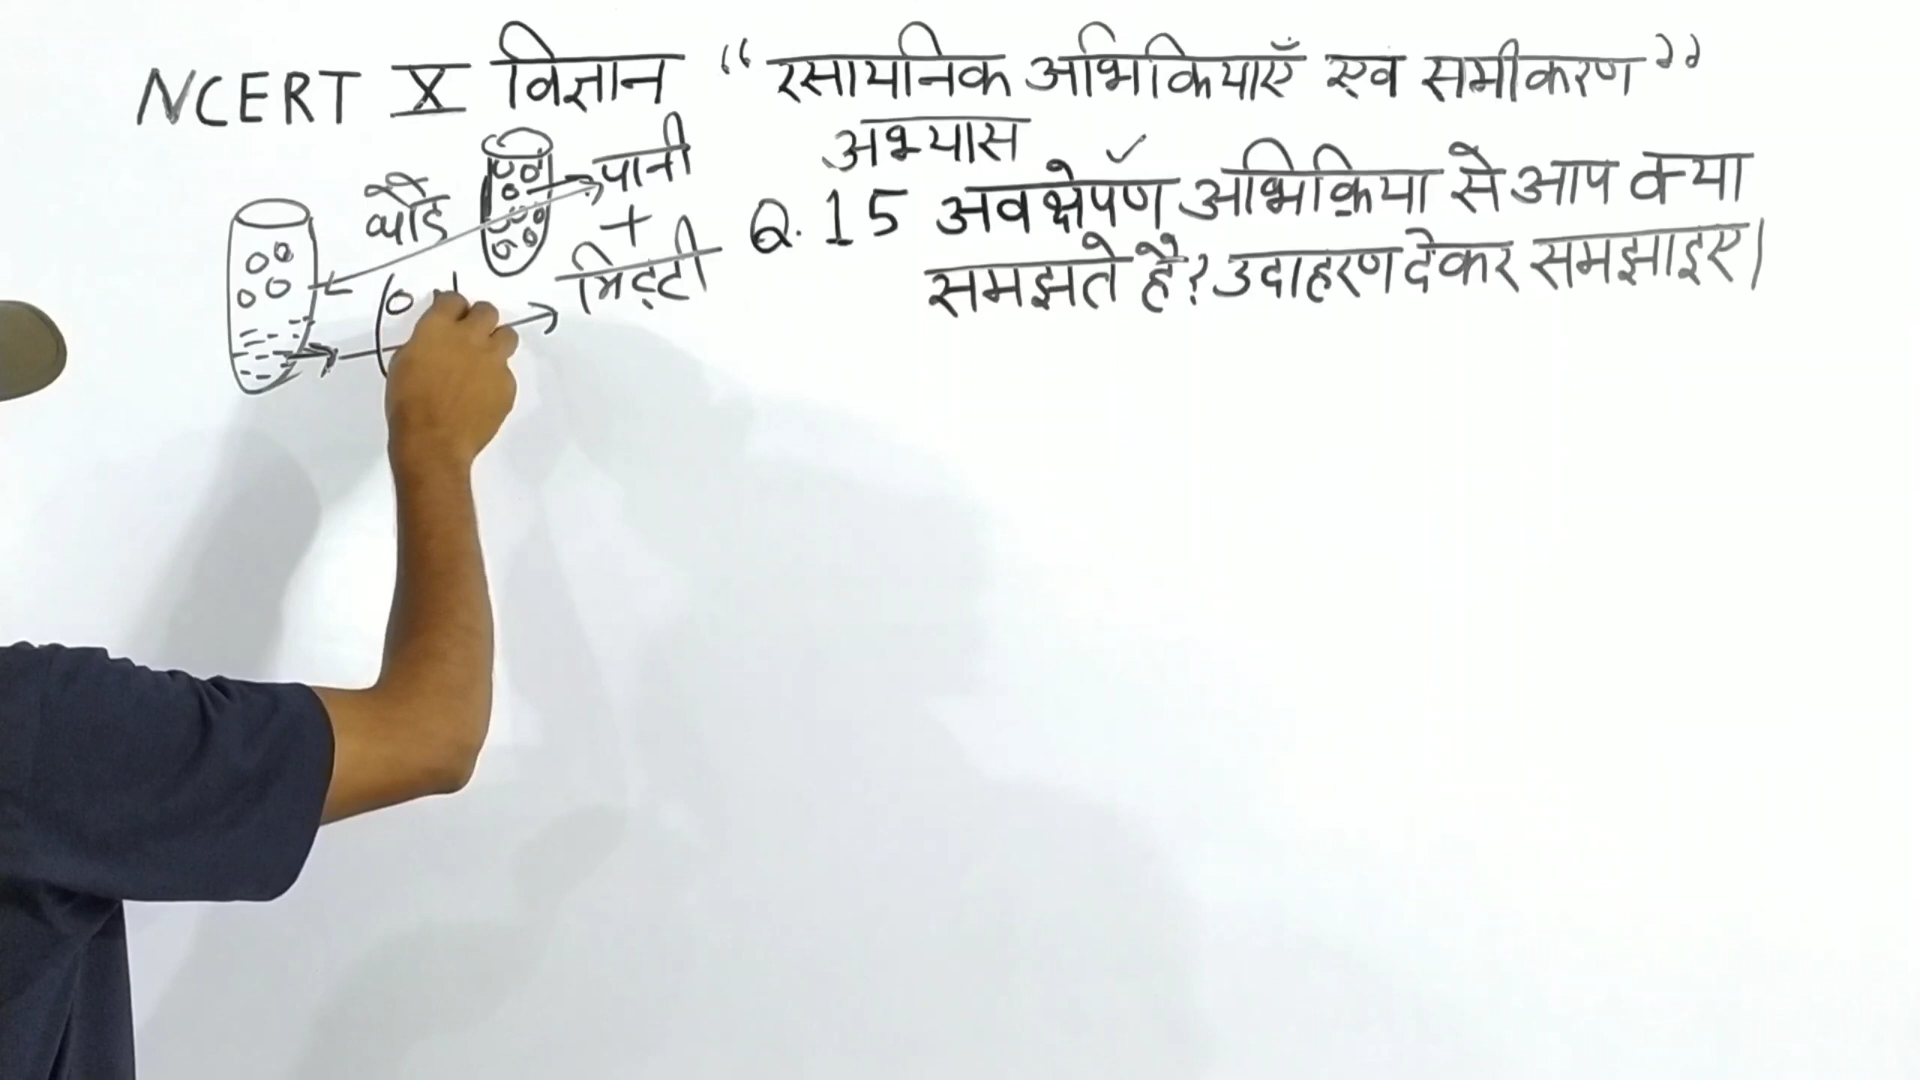 NCERT X विज्ञान “रसायनिक अभिकियाएँ एव समीकरण”
अभ्यास
Q. 15 अवक्षेपण अभिक्रिया से आप क्या
समझते है? उदाहरण देकर समझाइए।
पानी
+
मिट्टी